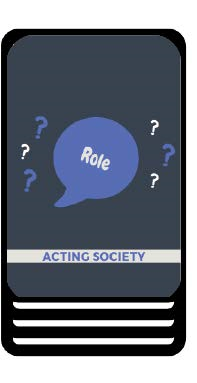 ? ?
? Role ?
? ?
ACTING SOCIETY